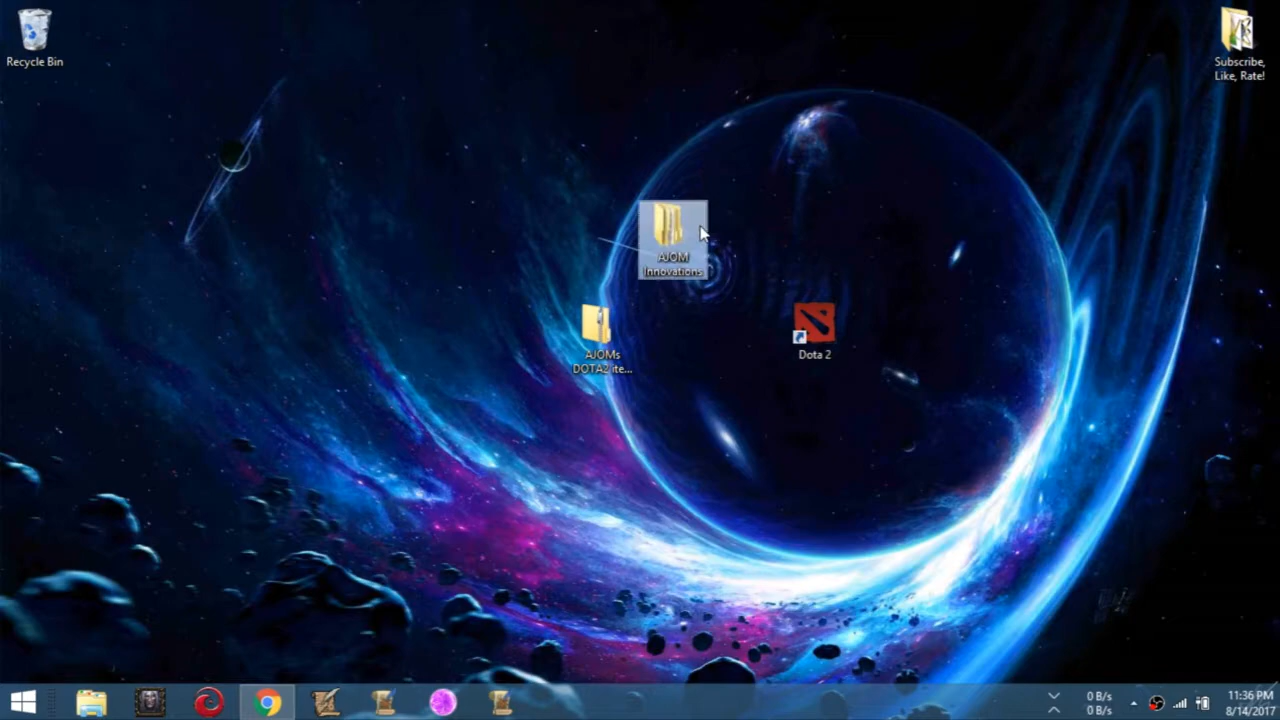 Recycle Bin
Subscribe,
Like, Rate!
AJOM
Innovations
AJOMs
DOTA2 ite...
Dota 2
0 B/s
0 B/s
11:36 PM
8/14/2017